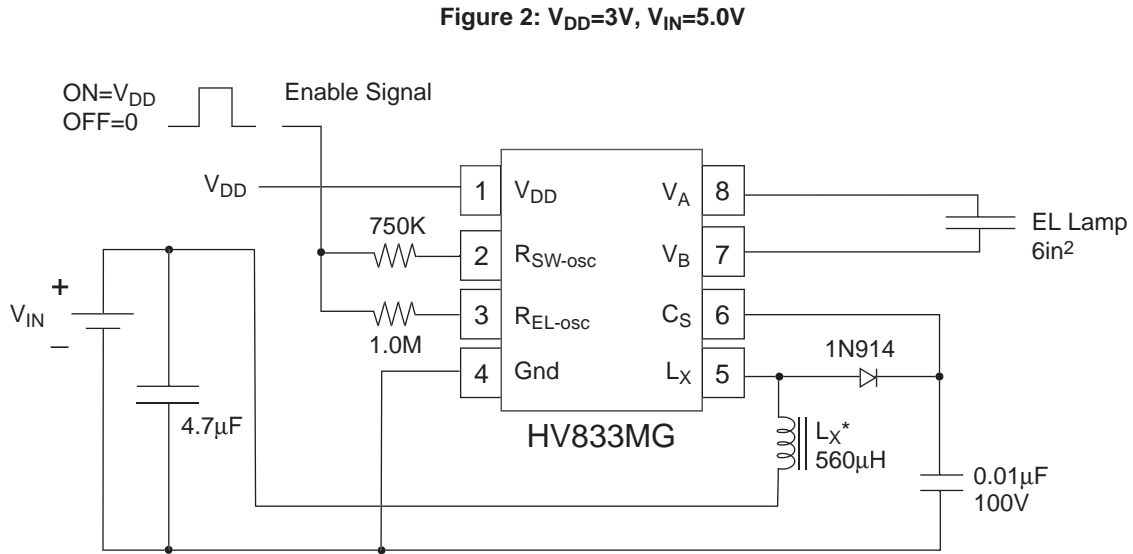 Figure 2: VDD=3V, VIN=5.0V
ON=VDD
OFF=0
Enable Signal
VDD
1
VDD
VA
8
EL Lamp
6in²
750K
2
RSW-osc
VB
7
+
VIN
–
1.0M
3
REL-osc
CS
6
4
Gnd
LX
5
1N914
4.7µF
HV833MG
LX*
560µH
0.01µF
100V